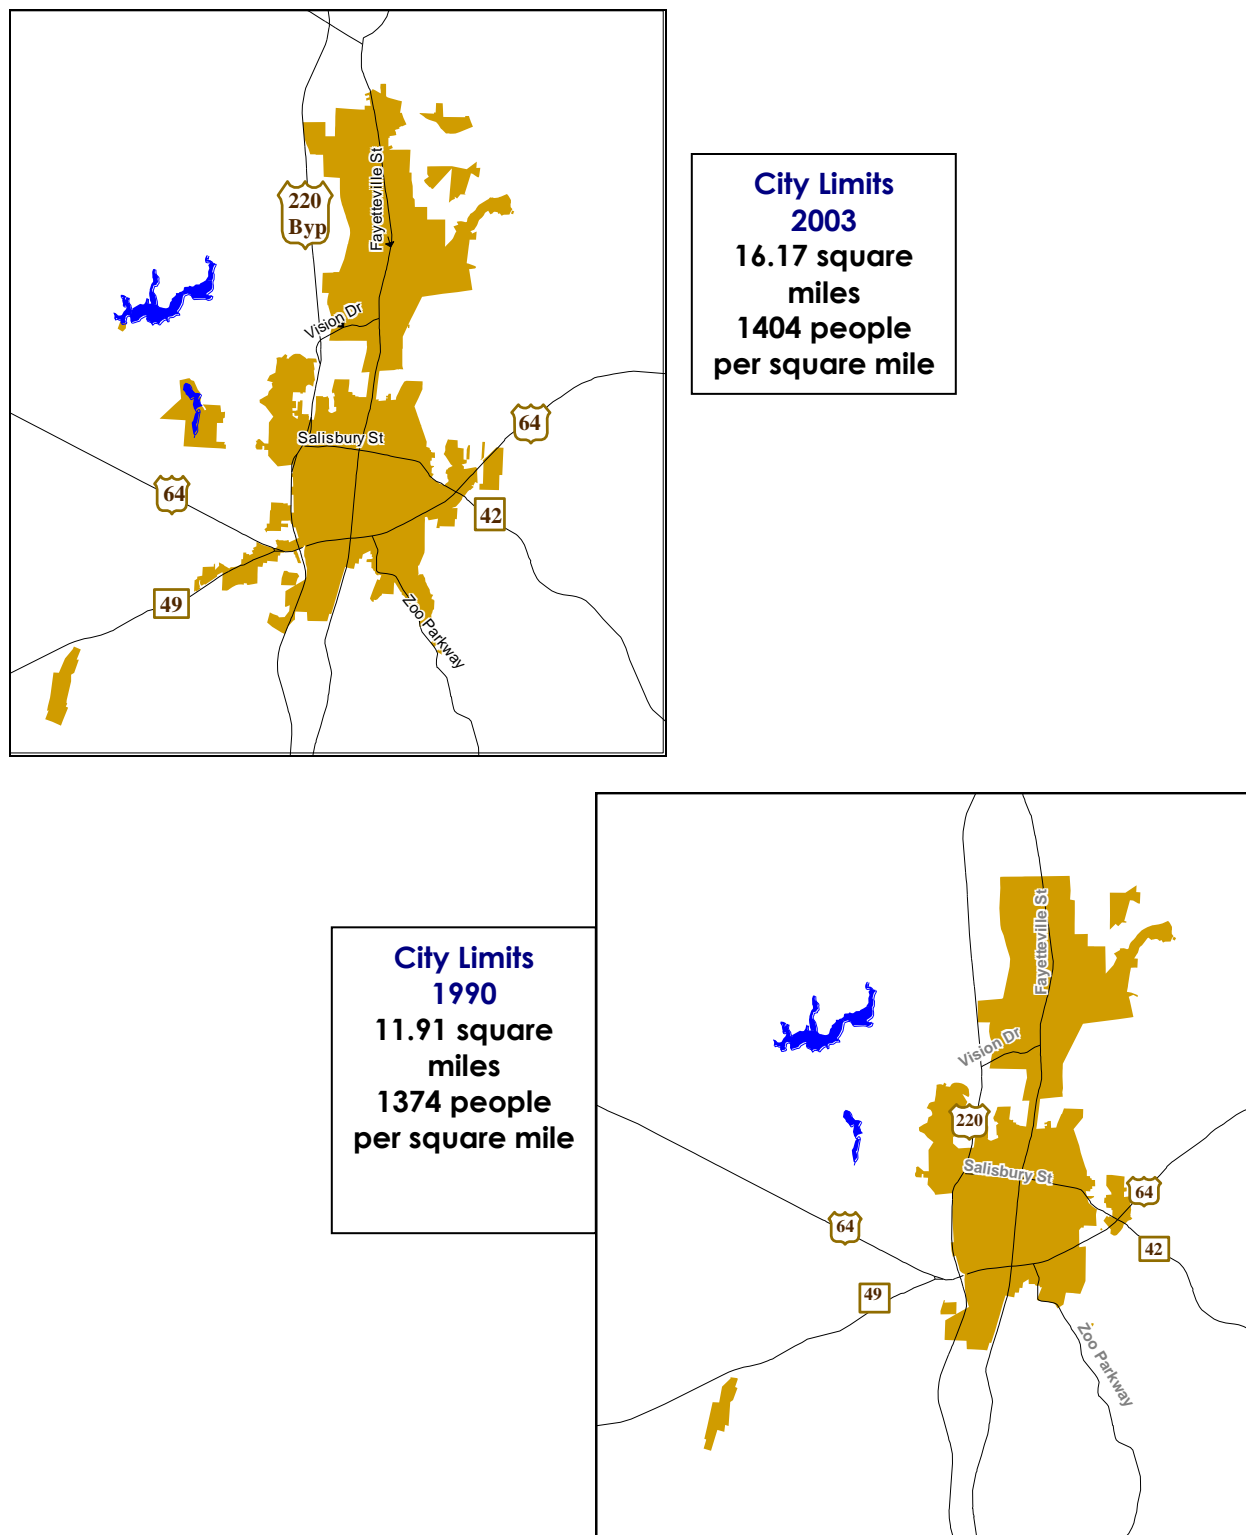 220
Byp
Fayetteville St
Vision Dr
Salisbury St
64
64
42
49
Zoo Parkway
City Limits
2003
16.17 square
miles
1404 people
per square mile
City Limits
1990
11.91 square
miles
1374 people
per square mile
Fayetteville St
Vision Dr
220
Salisbury St
64
64
42
49
Zoo Parkway